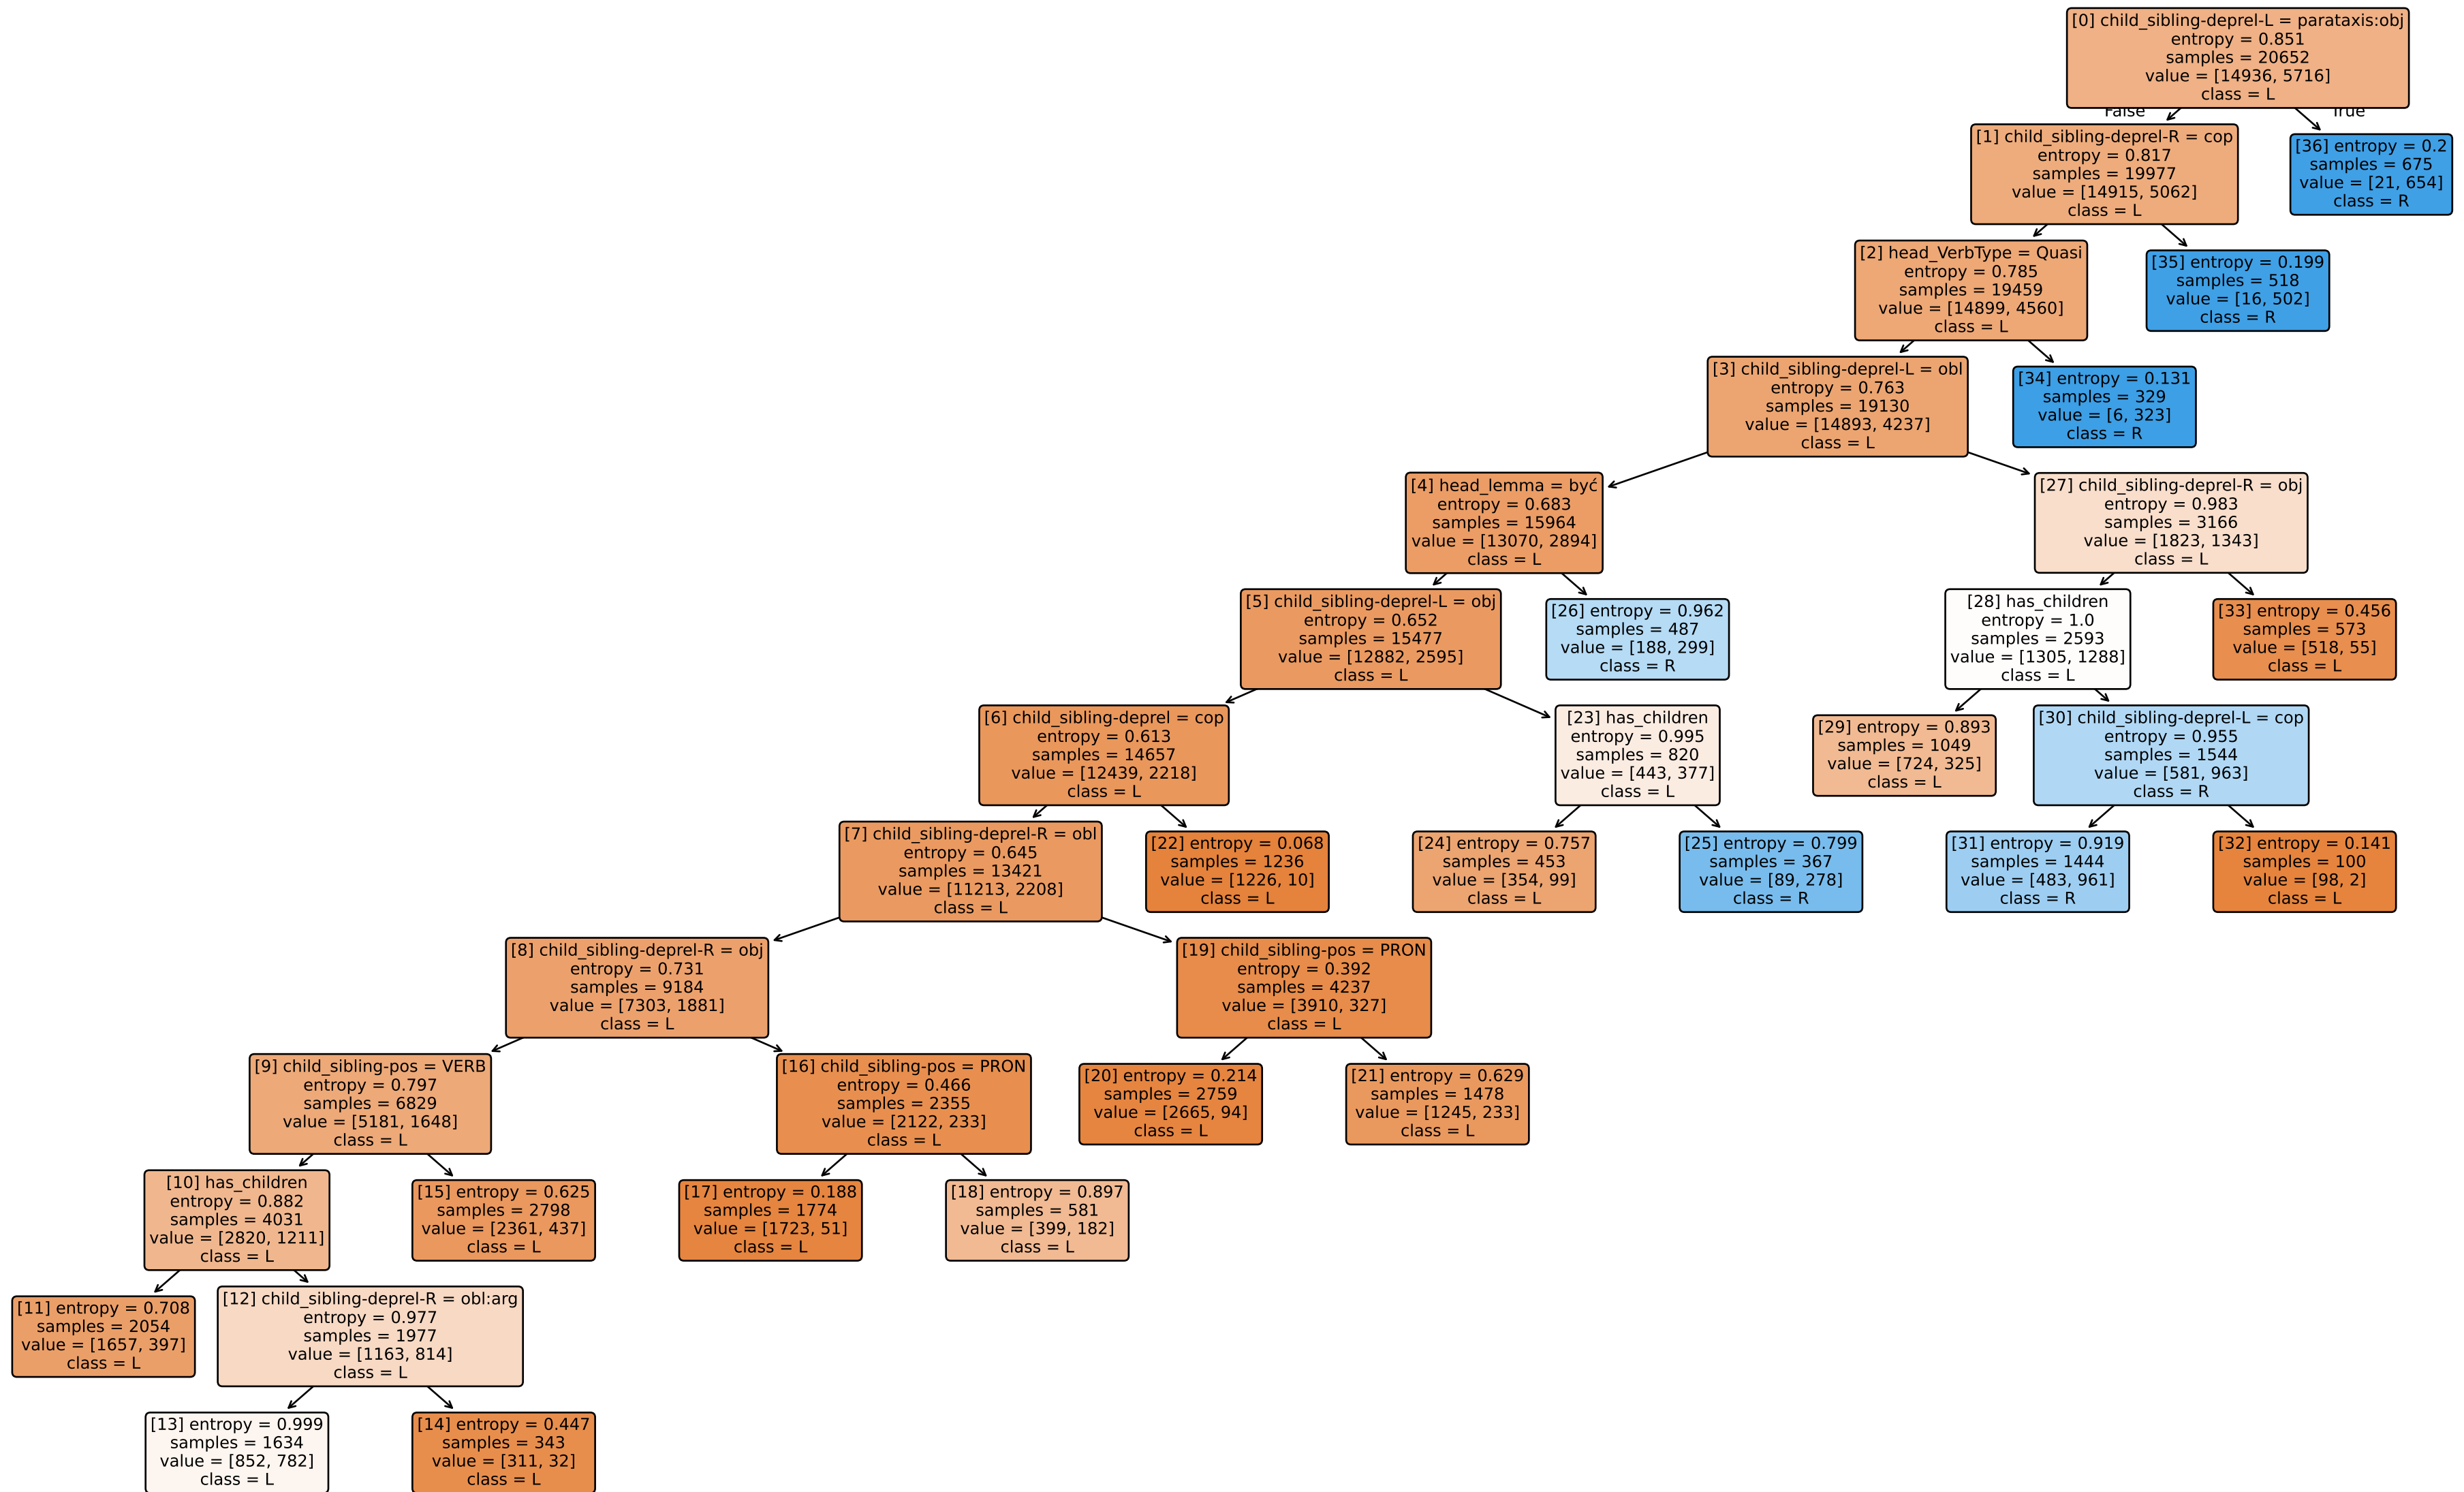 [0] child_sibling-deprel-L = parataxis:obj
entropy = 0.851
samples = 20652
value = [14936, 5716]
class = L
False
True
[1] child_sibling-deprel-R = cop
entropy = 0.817
samples = 19977
value = [14915, 5062]
class = L
[36] entropy = 0.2
samples = 675
value = [21, 654]
class = R
[2] head_VerbType = Quasi
entropy = 0.785
samples = 19459
value = [14899, 4560]
class = L
[35] entropy = 0.199
samples = 518
value = [16, 502]
class = R
[3] child_sibling-deprel-L = obl
entropy = 0.763
samples = 19130
value = [14893, 4237]
class = L
[34] entropy = 0.131
samples = 329
value = [6, 323]
class = R
[4] head_lemma = być
entropy = 0.683
samples = 15964
value = [13070, 2894]
class = L
[27] child_sibling-deprel-R = obj
entropy = 0.983
samples = 3166
value = [1823, 1343]
class = L
[5] child_sibling-deprel-L = obj
entropy = 0.652
samples = 15477
value = [12882, 2595]
class = L
[26] entropy = 0.962
samples = 487
value = [188, 299]
class = R
[28] has_children
entropy = 1.0
samples = 2593
value = [1305, 1288]
class = L
[33] entropy = 0.456
samples = 573
value = [518, 55]
class = L
[6] child_sibling-deprel = cop
entropy = 0.613
samples = 14657
value = [12439, 2218]
class = L
[23] has_children
entropy = 0.995
samples = 820
value = [443, 377]
class = L
[29] entropy = 0.893
samples = 1049
value = [724, 325]
class = L
[30] child_sibling-deprel-L = cop
entropy = 0.955
samples = 1544
value = [581, 963]
class = R
[7] child_sibling-deprel-R = obl
entropy = 0.645
samples = 13421
value = [11213, 2208]
class = L
[22] entropy = 0.068
samples = 1236
value = [1226, 10]
class = L
[24] entropy = 0.757
samples = 453
value = [354, 99]
class = L
[25] entropy = 0.799
samples = 367
value = [89, 278]
class = R
[31] entropy = 0.919
samples = 1444
value = [483, 961]
class = R
[32] entropy = 0.141
samples = 100
value = [98, 2]
class = L
[8] child_sibling-deprel-R = obj
entropy = 0.731
samples = 9184
value = [7303, 1881]
class = L
[19] child_sibling-pos = PRON
entropy = 0.392
samples = 4237
value = [3910, 327]
class = L
[9] child_sibling-pos = VERB
entropy = 0.797
samples = 6829
value = [5181, 1648]
class = L
[16] child_sibling-pos = PRON
entropy = 0.466
samples = 2355
value = [2122, 233]
class = L
[20] entropy = 0.214
samples = 2759
value = [2665, 94]
class = L
[21] entropy = 0.629
samples = 1478
value = [1245, 233]
class = L
[10] has_children
entropy = 0.882
samples = 4031
value = [2820, 1211]
class = L
[15] entropy = 0.625
samples = 2798
value = [2361, 437]
class = L
[17] entropy = 0.188
samples = 1774
value = [1723, 51]
class = L
[18] entropy = 0.897
samples = 581
value = [399, 182]
class = L
[11] entropy = 0.708
samples = 2054
value = [1657, 397]
class = L
[12] child_sibling-deprel-R = obl:arg
entropy = 0.977
samples = 1977
value = [1163, 814]
class = L
[13] entropy = 0.999
samples = 1634
value = [852, 782]
class = L
[14] entropy = 0.447
samples = 343
value = [311, 32]
class = L